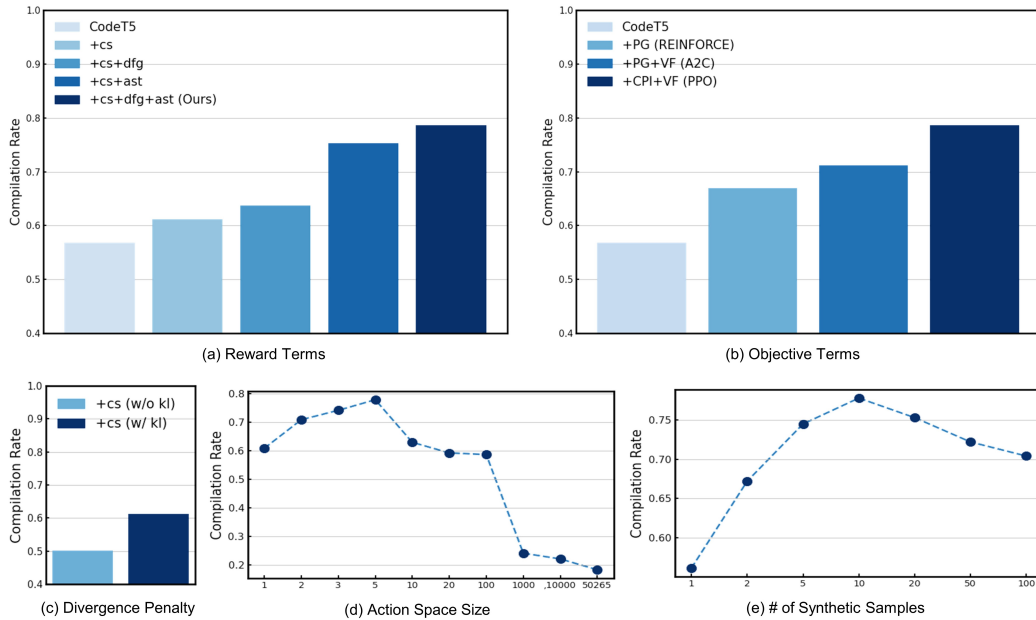 1.0
0.9
0.8
0.7
0.6
0.5
0.4
Compilation Rate
CodeT5
+cs
+cs+dfg
+cs+ast
+cs+dfg+ast (Ours)
(a) Reward Terms
1.0
0.9
0.8
0.7
0.6
0.5
0.4
Compilation Rate
CodeT5
+PG (REINFORCE)
+PG+VF (A2C)
+CPI+VF (PPO)
(b) Objective Terms
1.0
0.9
0.8
0.7
0.6
0.5
0.4
Compilation Rate
+cs (w/o kl)
+cs (w/ kl)
(c) Divergence Penalty
0.8
0.7
0.6
0.5
0.4
0.3
0.2
Compilation Rate
1 2 3 5 10 20 100 1000 ,10000 50265
(d) Action Space Size
0.75
0.70
0.65
0.60
Compilation Rate
1 2 5 10 20 50 100
(e) # of Synthetic Samples